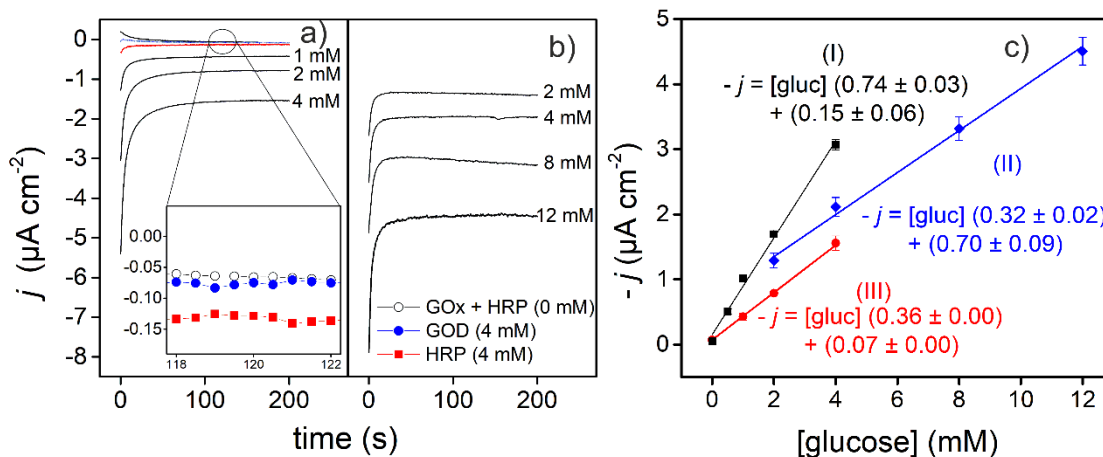 a)
0
-1
-2
-3
-4
-5
-6
-7
-8
j (µA cm-2)
1 mM
2 mM
4 mM
0.00
-0.05
-0.10
-0.15
118 120 122
GOx + HRP (0 mM)
GOD (4 mM)
HRP (4 mM)
0 100 200
b)
2 mM
4 mM
8 mM
12 mM
0 100 200
time (s)
c)
5
4
3
2
1
0
- j (µA cm-2)
(I)
- j = [gluc] (0.74 ± 0.03)
+ (0.15 ± 0.06)
(II)
- j = [gluc] (0.32 ± 0.02)
+ (0.70 ± 0.09)
(III)
- j = [gluc] (0.36 ± 0.00)
+ (0.07 ± 0.00)
0 2 4 6 8 10 12
[glucose] (mM)